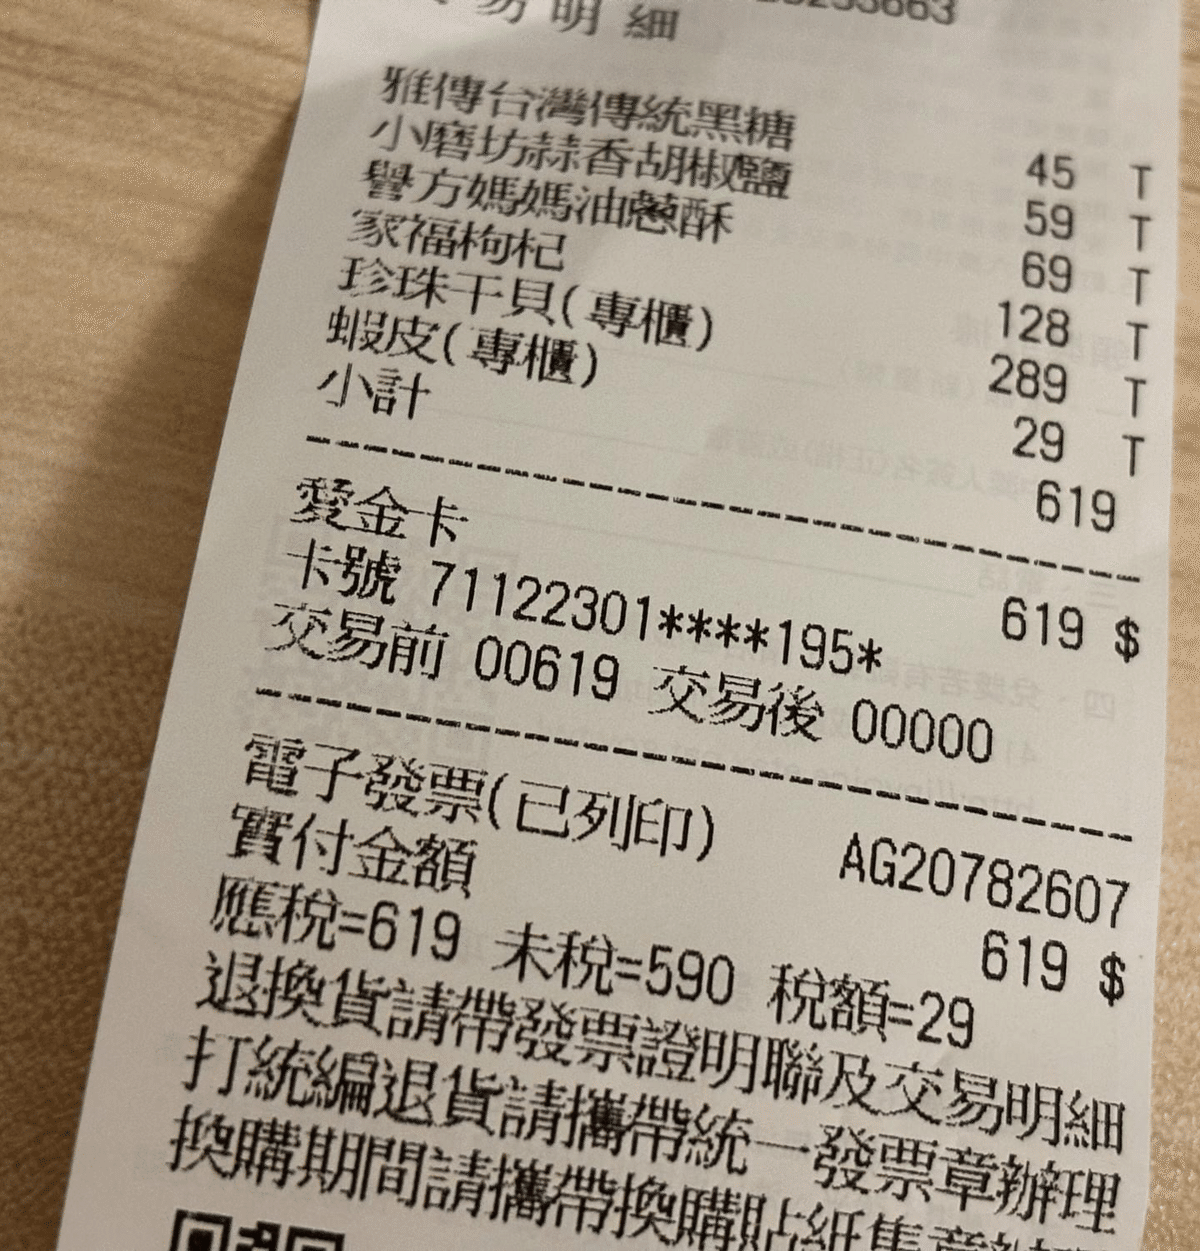 交易明細
雅傳台灣傳統黑糖 45 T
小磨坊蒜香胡椒鹽 59 T
譽方媽媽油蔥酥 69 T
家福枸杞 128 T
珍珠干貝(專櫃) 289 T
蝦皮(專櫃) 29 T
小計 619
愛金卡 619 $
卡號 71122301****195*
交易前 00619 交易後 00000
電子發票(已列印) AG20782607
實付金額 619 $
應稅=619 未稅=590 稅額=29
退換貨請帶發票證明聯及交易明細
打統編退貨請攜帶統一發票章辦理
換購期間請攜帶換購貼紙集章